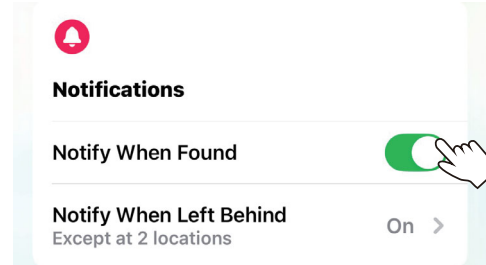 Notifications
Notify When Found
Notify When Left Behind
Except at 2 locations
On